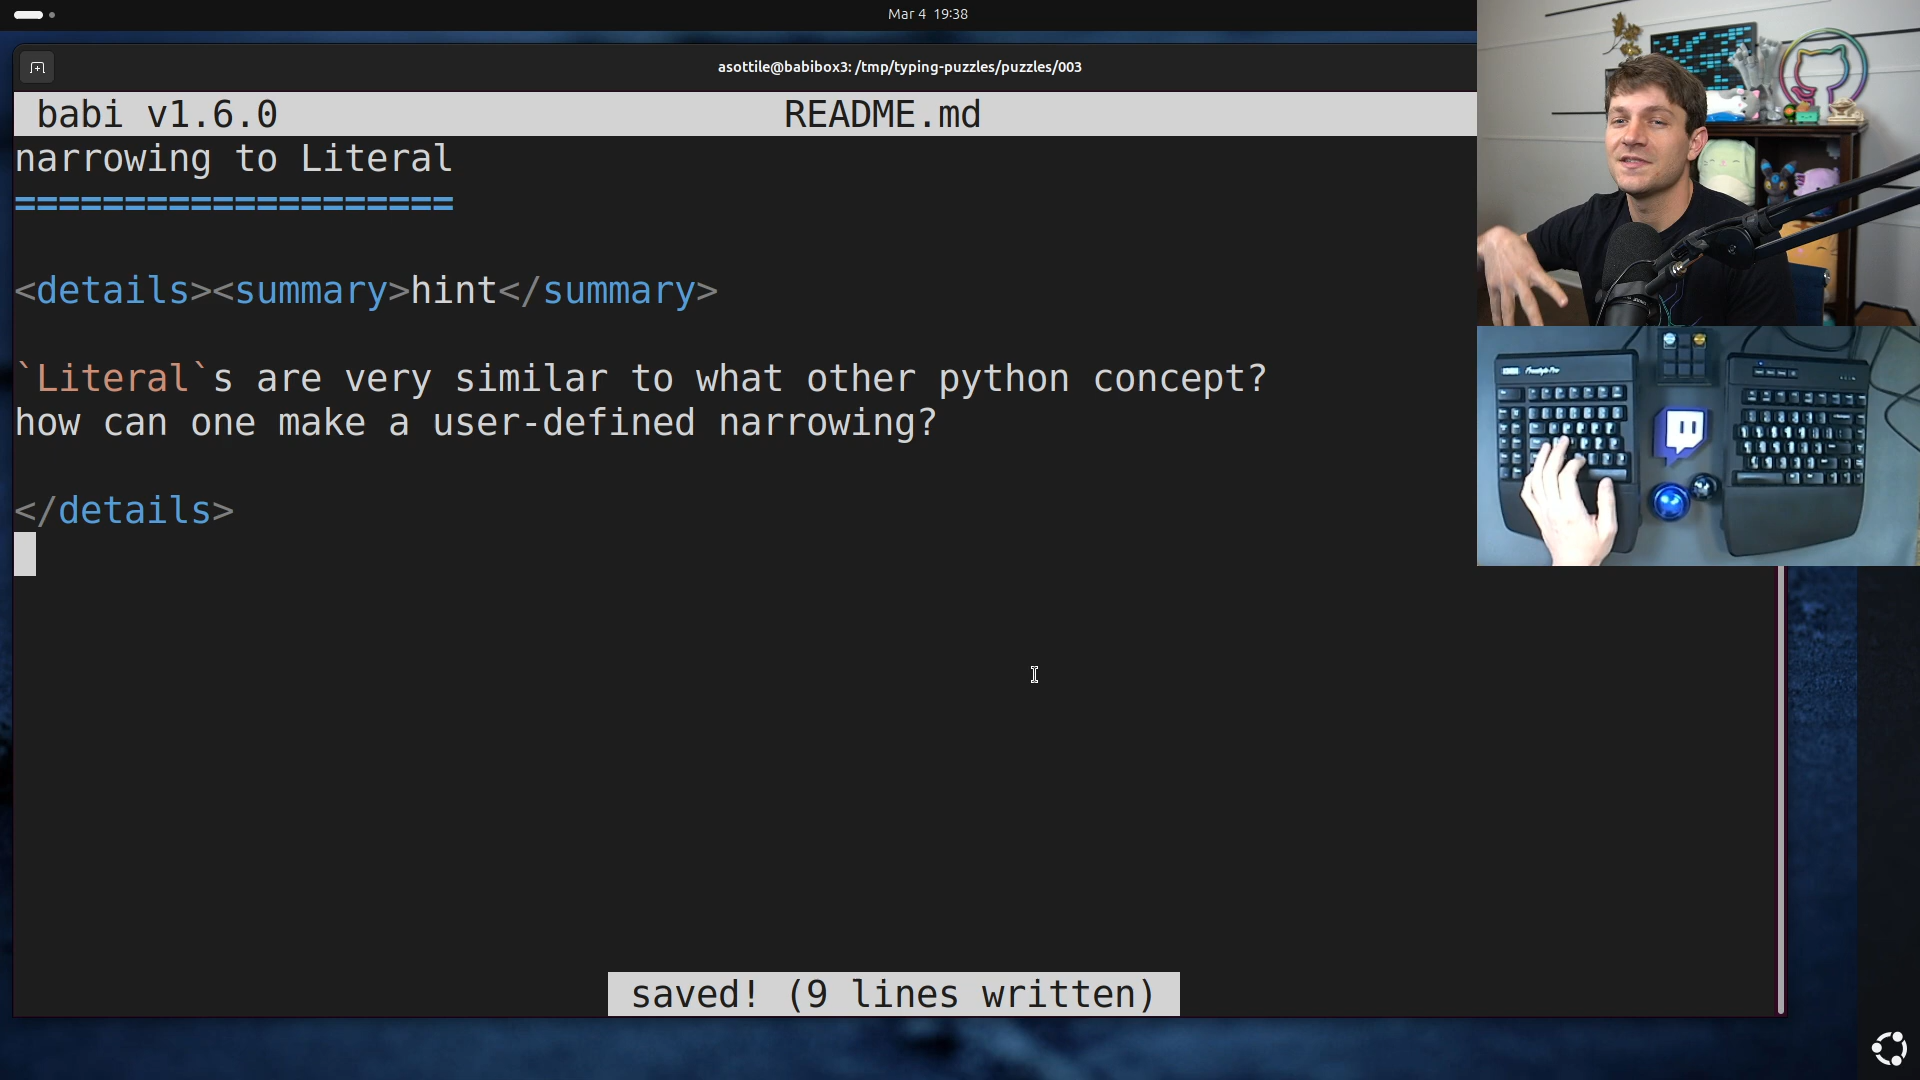 Mar 4 19:38
asottile@babibox3: /tmp/typing-puzzles/puzzles/003
babi v1.6.0 README.md
narrowing to Literal
====================
<details><summary>hint</summary>
`Literal`s are very similar to what other python concept?
how can one make a user-defined narrowing?
</details>
saved! (9 lines written)